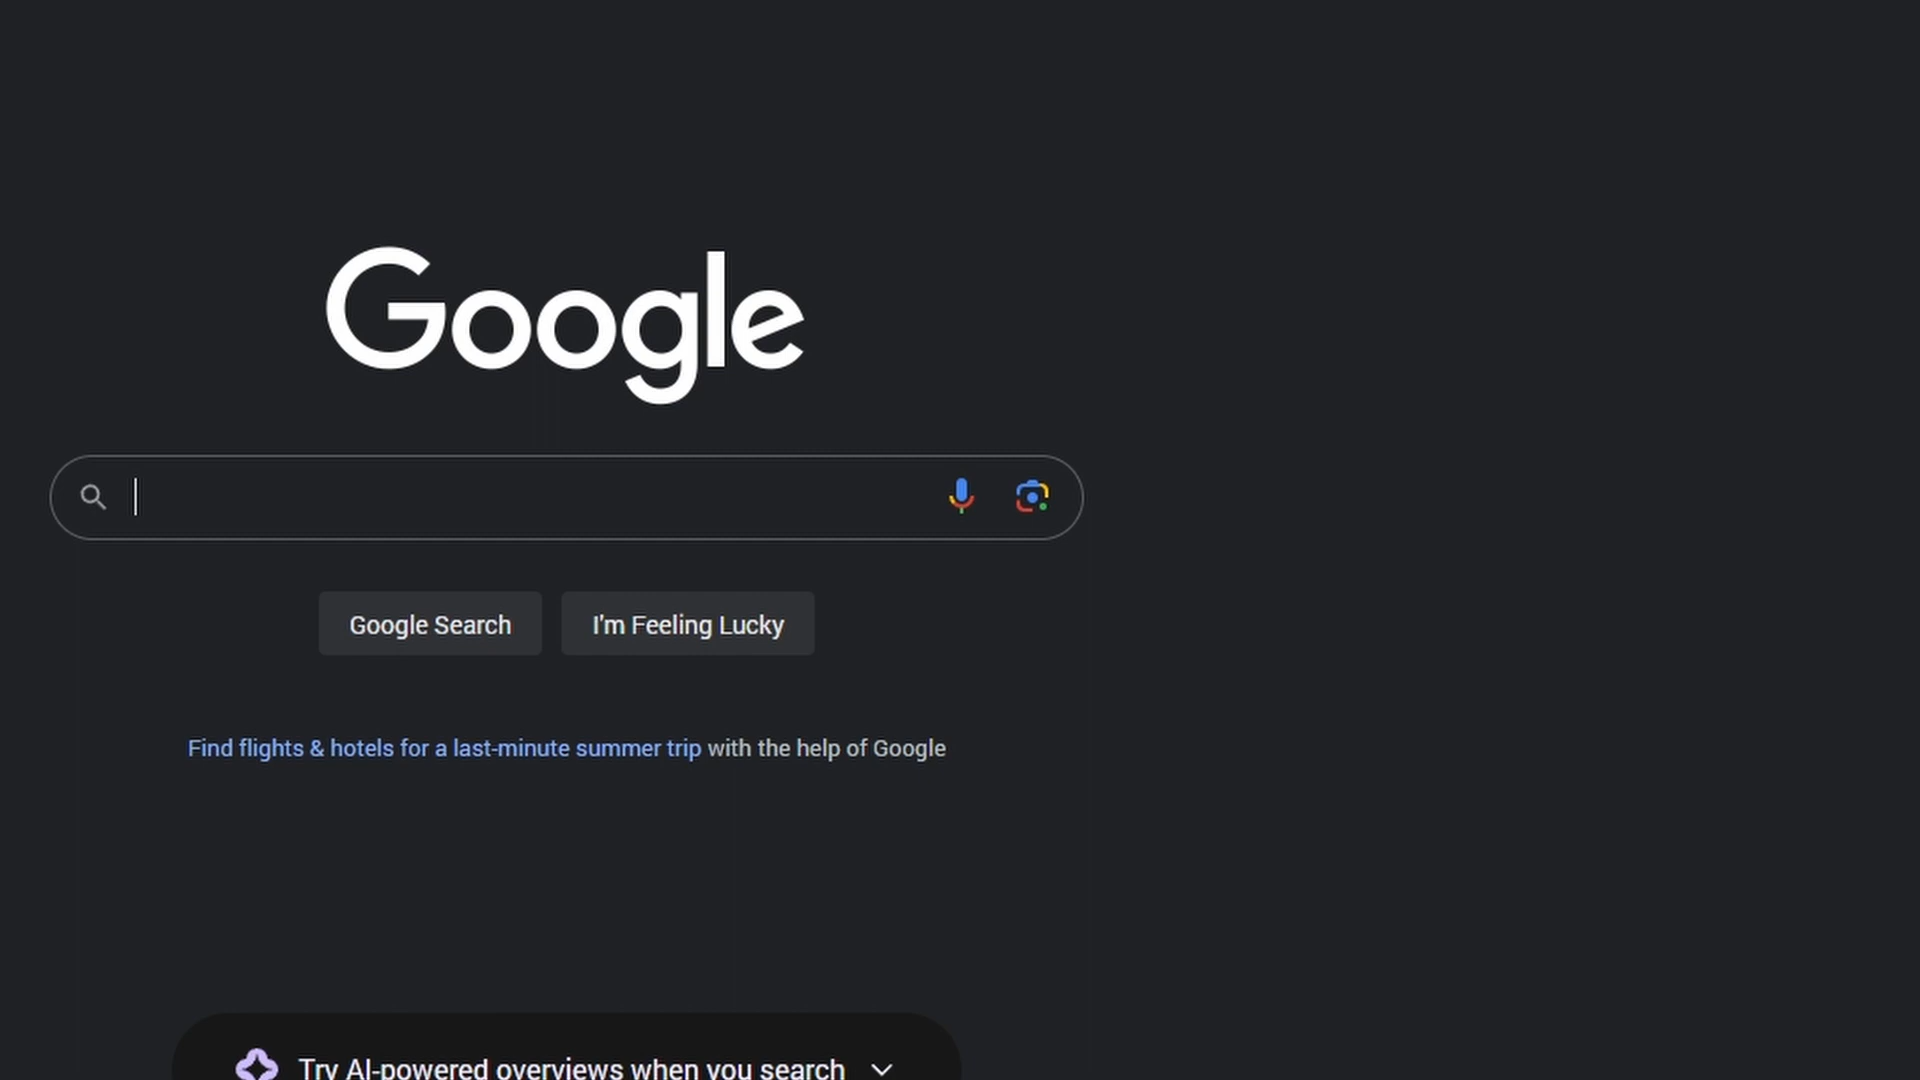 Google
Google Search
I'm Feeling Lucky
Find flights & hotels for a last-minute summer trip with the help of Google
Try AI-powered overviews when you search